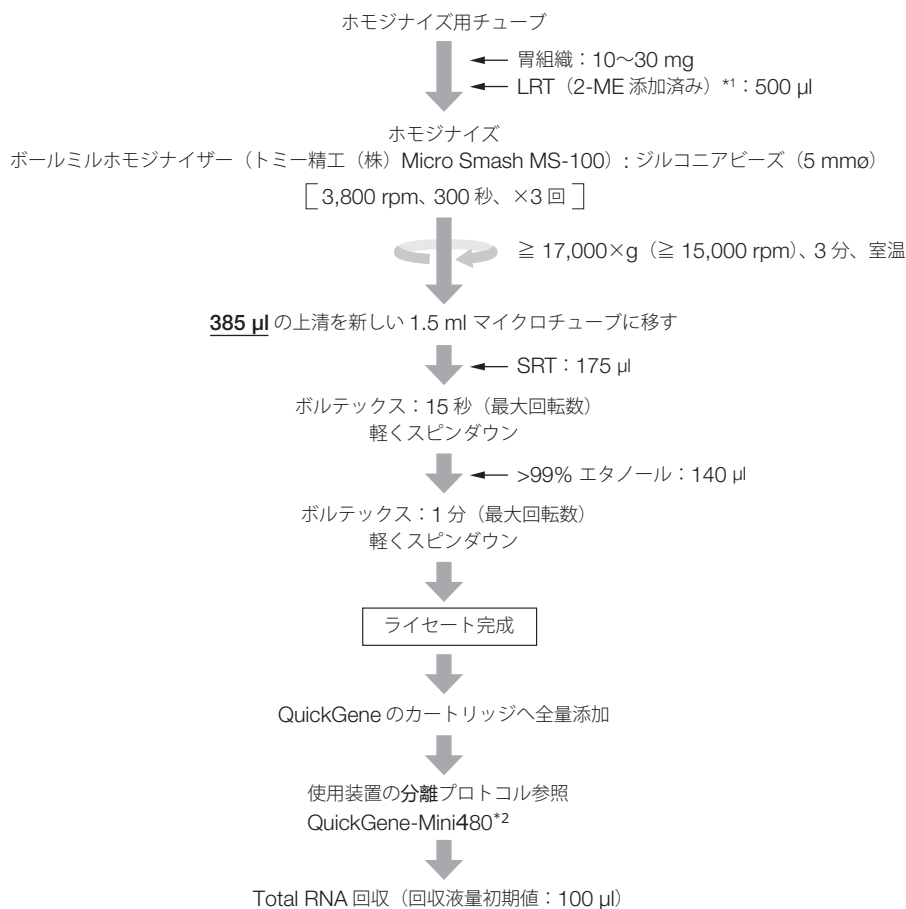 ホモジナイズ用チューブ
胃組織：10～30 mg
LRT（2-ME 添加済み）*1：500 µl
ホモジナイズ
ボールミルホモジナイザー（トミー精工（株）Micro Smash MS-100）：ジルコニアビーズ（5 mmø）
[ 3,800 rpm、300 秒、×3 回 ]
≧ 17,000×g（≧ 15,000 rpm）、3 分、室温
385 µl の上清を新しい 1.5 ml マイクロチューブに移す
SRT：175 µl
ボルテックス：15 秒（最大回転数）
軽くスピンダウン
>99% エタノール：140 µl
ボルテックス：1 分（最大回転数）
軽くスピンダウン
ライセート完成
QuickGene のカートリッジへ全量添加
使用装置の分離プロトコル参照
QuickGene-Mini480*2
Total RNA 回収（回収液量初期値：100 µl）